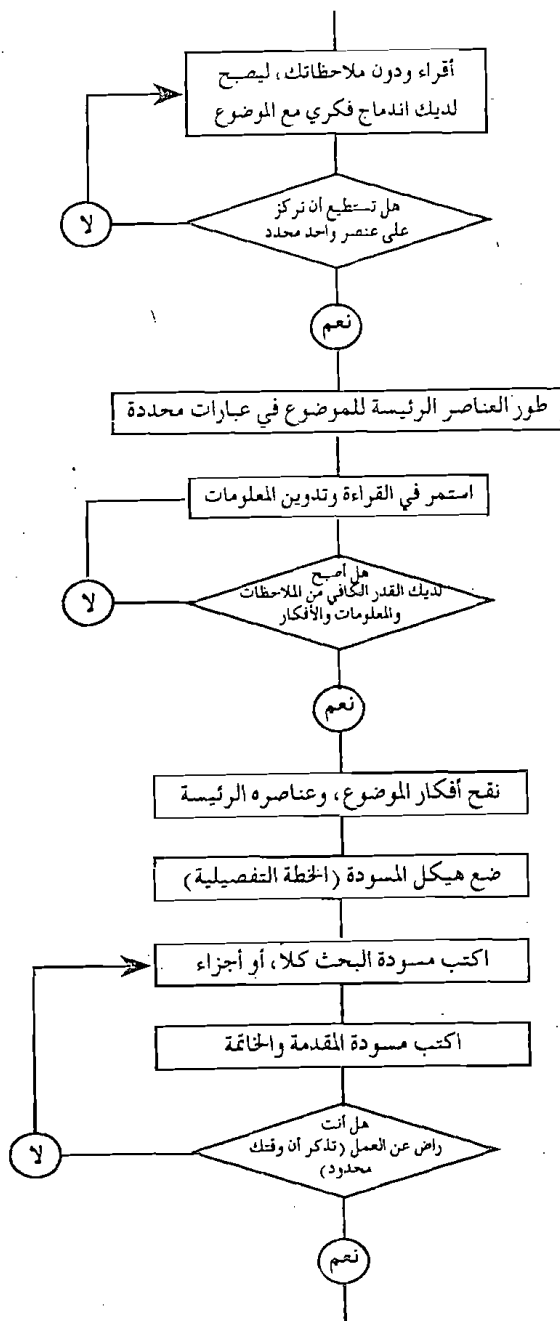 أقراء ودون ملاحظاتك، ليصبح
لديك اندماج فكري مع الموضوع
هل تستطيع أن نركز
على عنصر واحد محدد
لا
نعم
طور العناصر الرئيسة للموضوع في عبارات محددة
استمر في القراءة وتدوين المعلومات
هل أصبح
لديك القدر الكافي من الملاحظات
والمعلومات والأفكار
لا
نعم
نقح أفكار الموضوع، وعناصره الرئيسة
ضع هيكل المسودة (الخطة التفصيلية)
اكتب مسودة البحث كلاً، أو أجزاء
اكتب مسودة المقدمة والخاتمة
هل أنت
راض عن العمل (تذكر أن وقتك
محدود)
لا
نعم